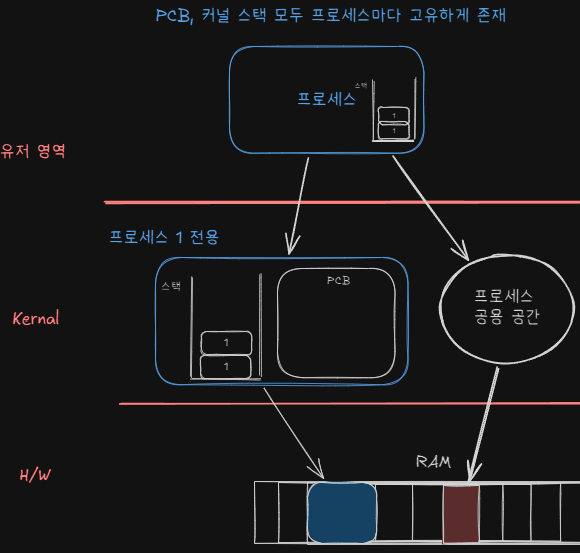 PCB, 커널 스택 모두 프로세스마다 고유하게 존재
스택
프로세스
1
1
유저 영역
프로세스 1 전용
스택
PCB
프로세스
공용 공간
Kernal
1
1
RAM
H/W